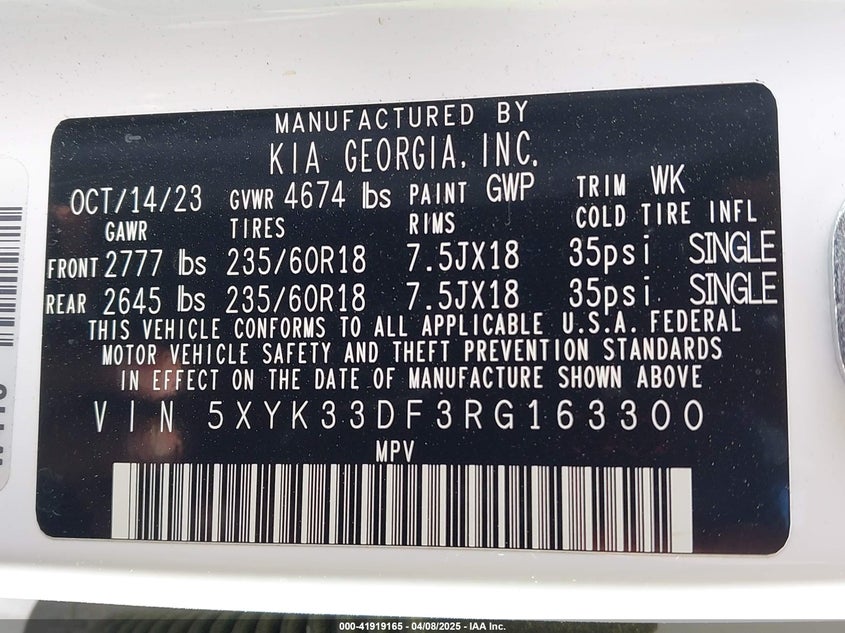 MANUFACTURED BY
KIA GEORGIA, INC.
OCT/14/23 GVWR 4674 lbs PAINT GWP TRIM WK
GAWR TIRES RIMS COLD TIRE INFL
FRONT 2777 lbs 235/60R18 7.5JX18 35psi SINGLE
REAR 2645 lbs 235/60R18 7.5JX18 35psi SINGLE
THIS VEHICLE CONFORMS TO ALL APPLICABLE U.S.A. FEDERAL
MOTOR VEHICLE SAFETY AND THEFT PREVENTION STANDARDS
IN EFFECT ON THE DATE OF MANUFACTURE SHOWN ABOVE
VIN 5XYK33DF3RG163300
MPV
000-41919165 - 04/08/2025 - IAA Inc.